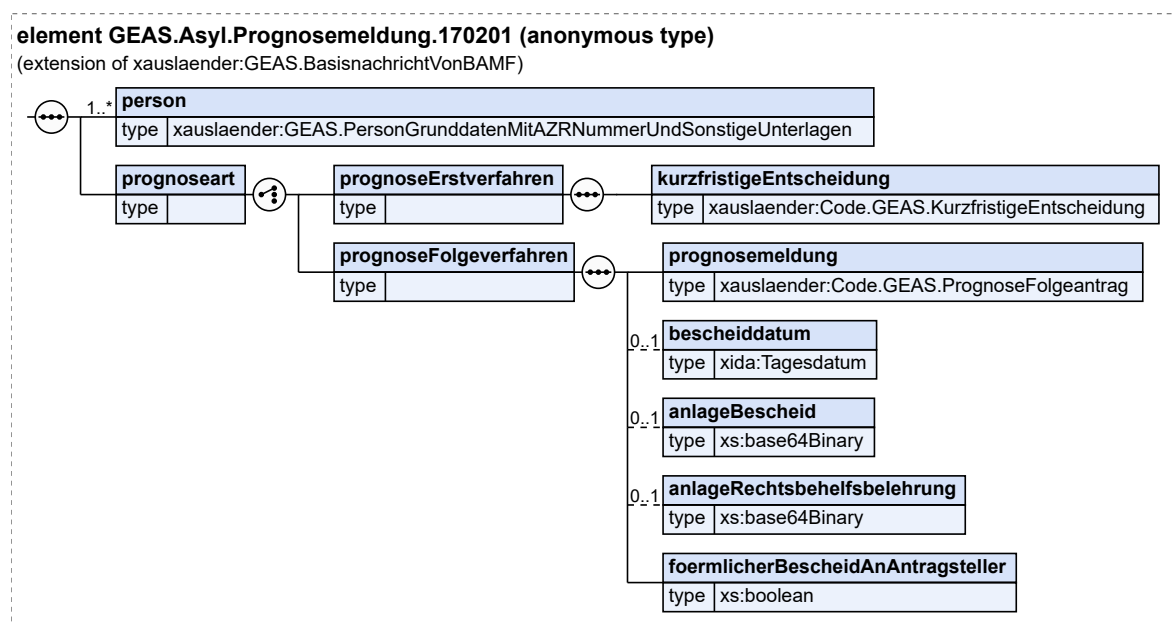 element GEAS.Asyl.Prognosemeldung.170201 (anonymous type)
(extension of xauslaender:GEAS.BasisnachrichtVonBAMF)
1..* person
type xauslaender:GEAS.PersonGrunddatenMitAZRNummerUndSonstigeUnterlagen
prognoseart prognoseErstverfahren kurzfristigeEntscheidung
type type type xauslaender:Code.GEAS.KurzfristigeEntscheidung
prognoseFolgeverfahren prognosemeldung
type type xauslaender:Code.GEAS.PrognoseFolgeantrag
0..1 bescheiddatum
type xida:Tagesdatum
0..1 anlageBescheid
type xs:base64Binary
0..1 anlageRechtsbehelfsbelehrung
type xs:base64Binary
foermlicherBescheidAnAntragsteller
type xs:boolean